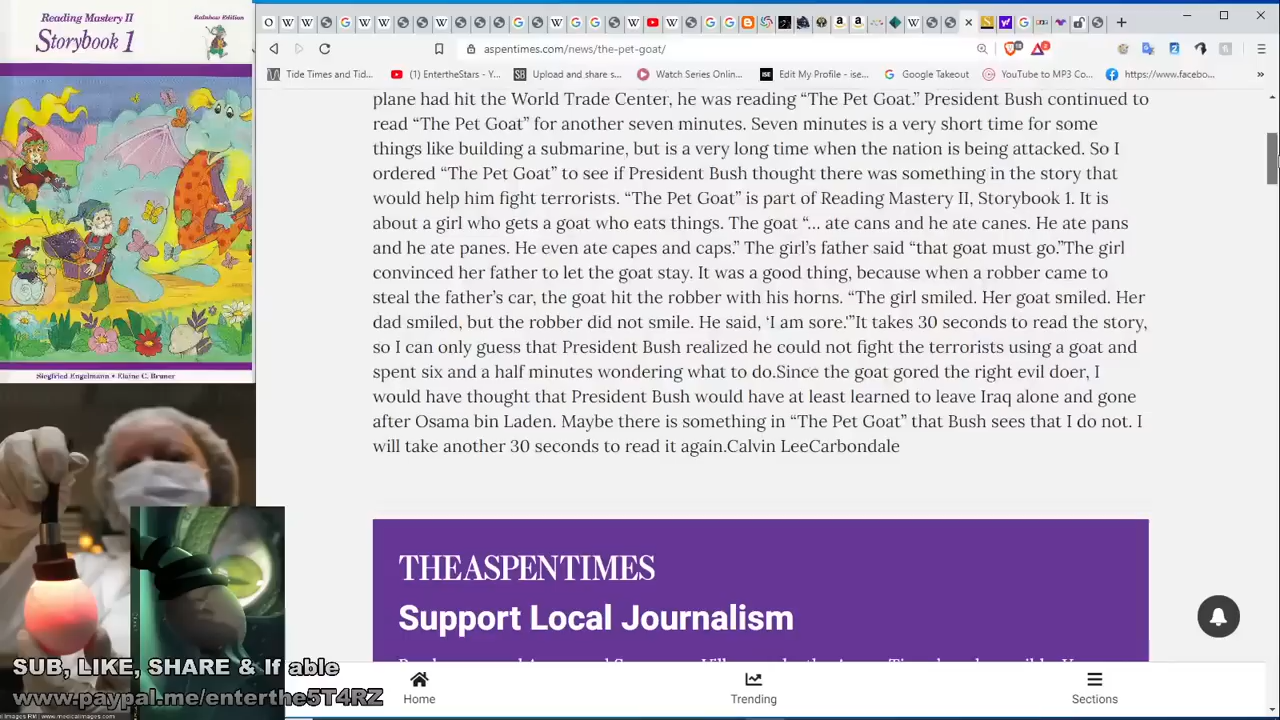 Reading Mastery II
Rainbow Edition
Storybook 1
Siegfried Engelmann • Elaine C. Bruner
aspentimes.com/news/the-pet-goat/
Tide Times and Tid...
(1) EntertheStars - Y...
Upload and share s...
Watch Series Onlin...
Edit My Profile - ise...
Google Takeout
YouTube to MP3 Co...
https://www.facebo...
plane had hit the World Trade Center, he was reading “The Pet Goat.” President Bush continued to
read “The Pet Goat” for another seven minutes. Seven minutes is a very short time for some
things like building a submarine, but is a very long time when the nation is being attacked. So I
ordered “The Pet Goat” to see if President Bush thought there was something in the story that
would help him fight terrorists. “The Pet Goat” is part of Reading Mastery II, Storybook 1. It is
about a girl who gets a goat who eats things. The goat “... ate cans and he ate canes. He ate pans
and he ate panes. He even ate capes and caps.” The girl’s father said “that goat must go.”The girl
convinced her father to let the goat stay. It was a good thing, because when a robber came to
steal the father’s car, the goat hit the robber with his horns. “The girl smiled. Her goat smiled. Her
dad smiled, but the robber did not smile. He said, ‘I am sore.’”It takes 30 seconds to read the story,
so I can only guess that President Bush realized he could not fight the terrorists using a goat and
spent six and a half minutes wondering what to do.Since the goat gored the right evil doer, I
would have thought that President Bush would have at least learned to leave Iraq alone and gone
after Osama bin Laden. Maybe there is something in “The Pet Goat” that Bush sees that I do not. I
will take another 30 seconds to read it again.Calvin LeeCarbondale
THEASPENTIMES
Support Local Journalism
Home
Trending
Sections
SUB, LIKE, SHARE & If able
www.paypal.me/enterthe5T4RZ